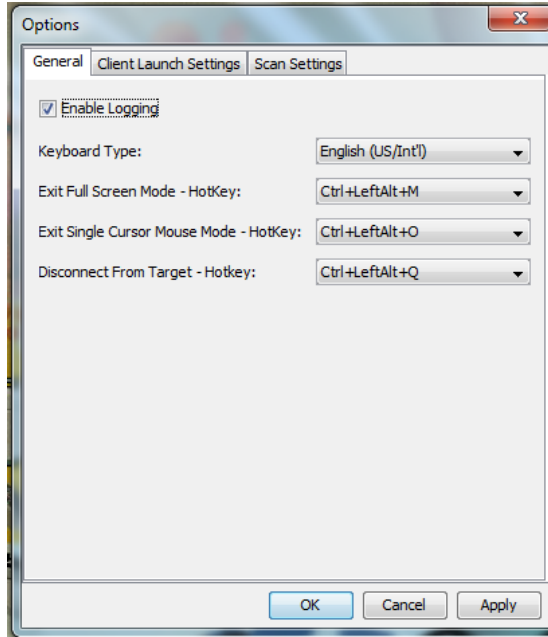 Options
General Client Launch Settings Scan Settings
Enable Logging
Keyboard Type: English (US/Int'l)
Exit Full Screen Mode - HotKey: Ctrl+LeftAlt+M
Exit Single Cursor Mouse Mode - HotKey: Ctrl+LeftAlt+O
Disconnect From Target - Hotkey: Ctrl+LeftAlt+Q
OK Cancel Apply